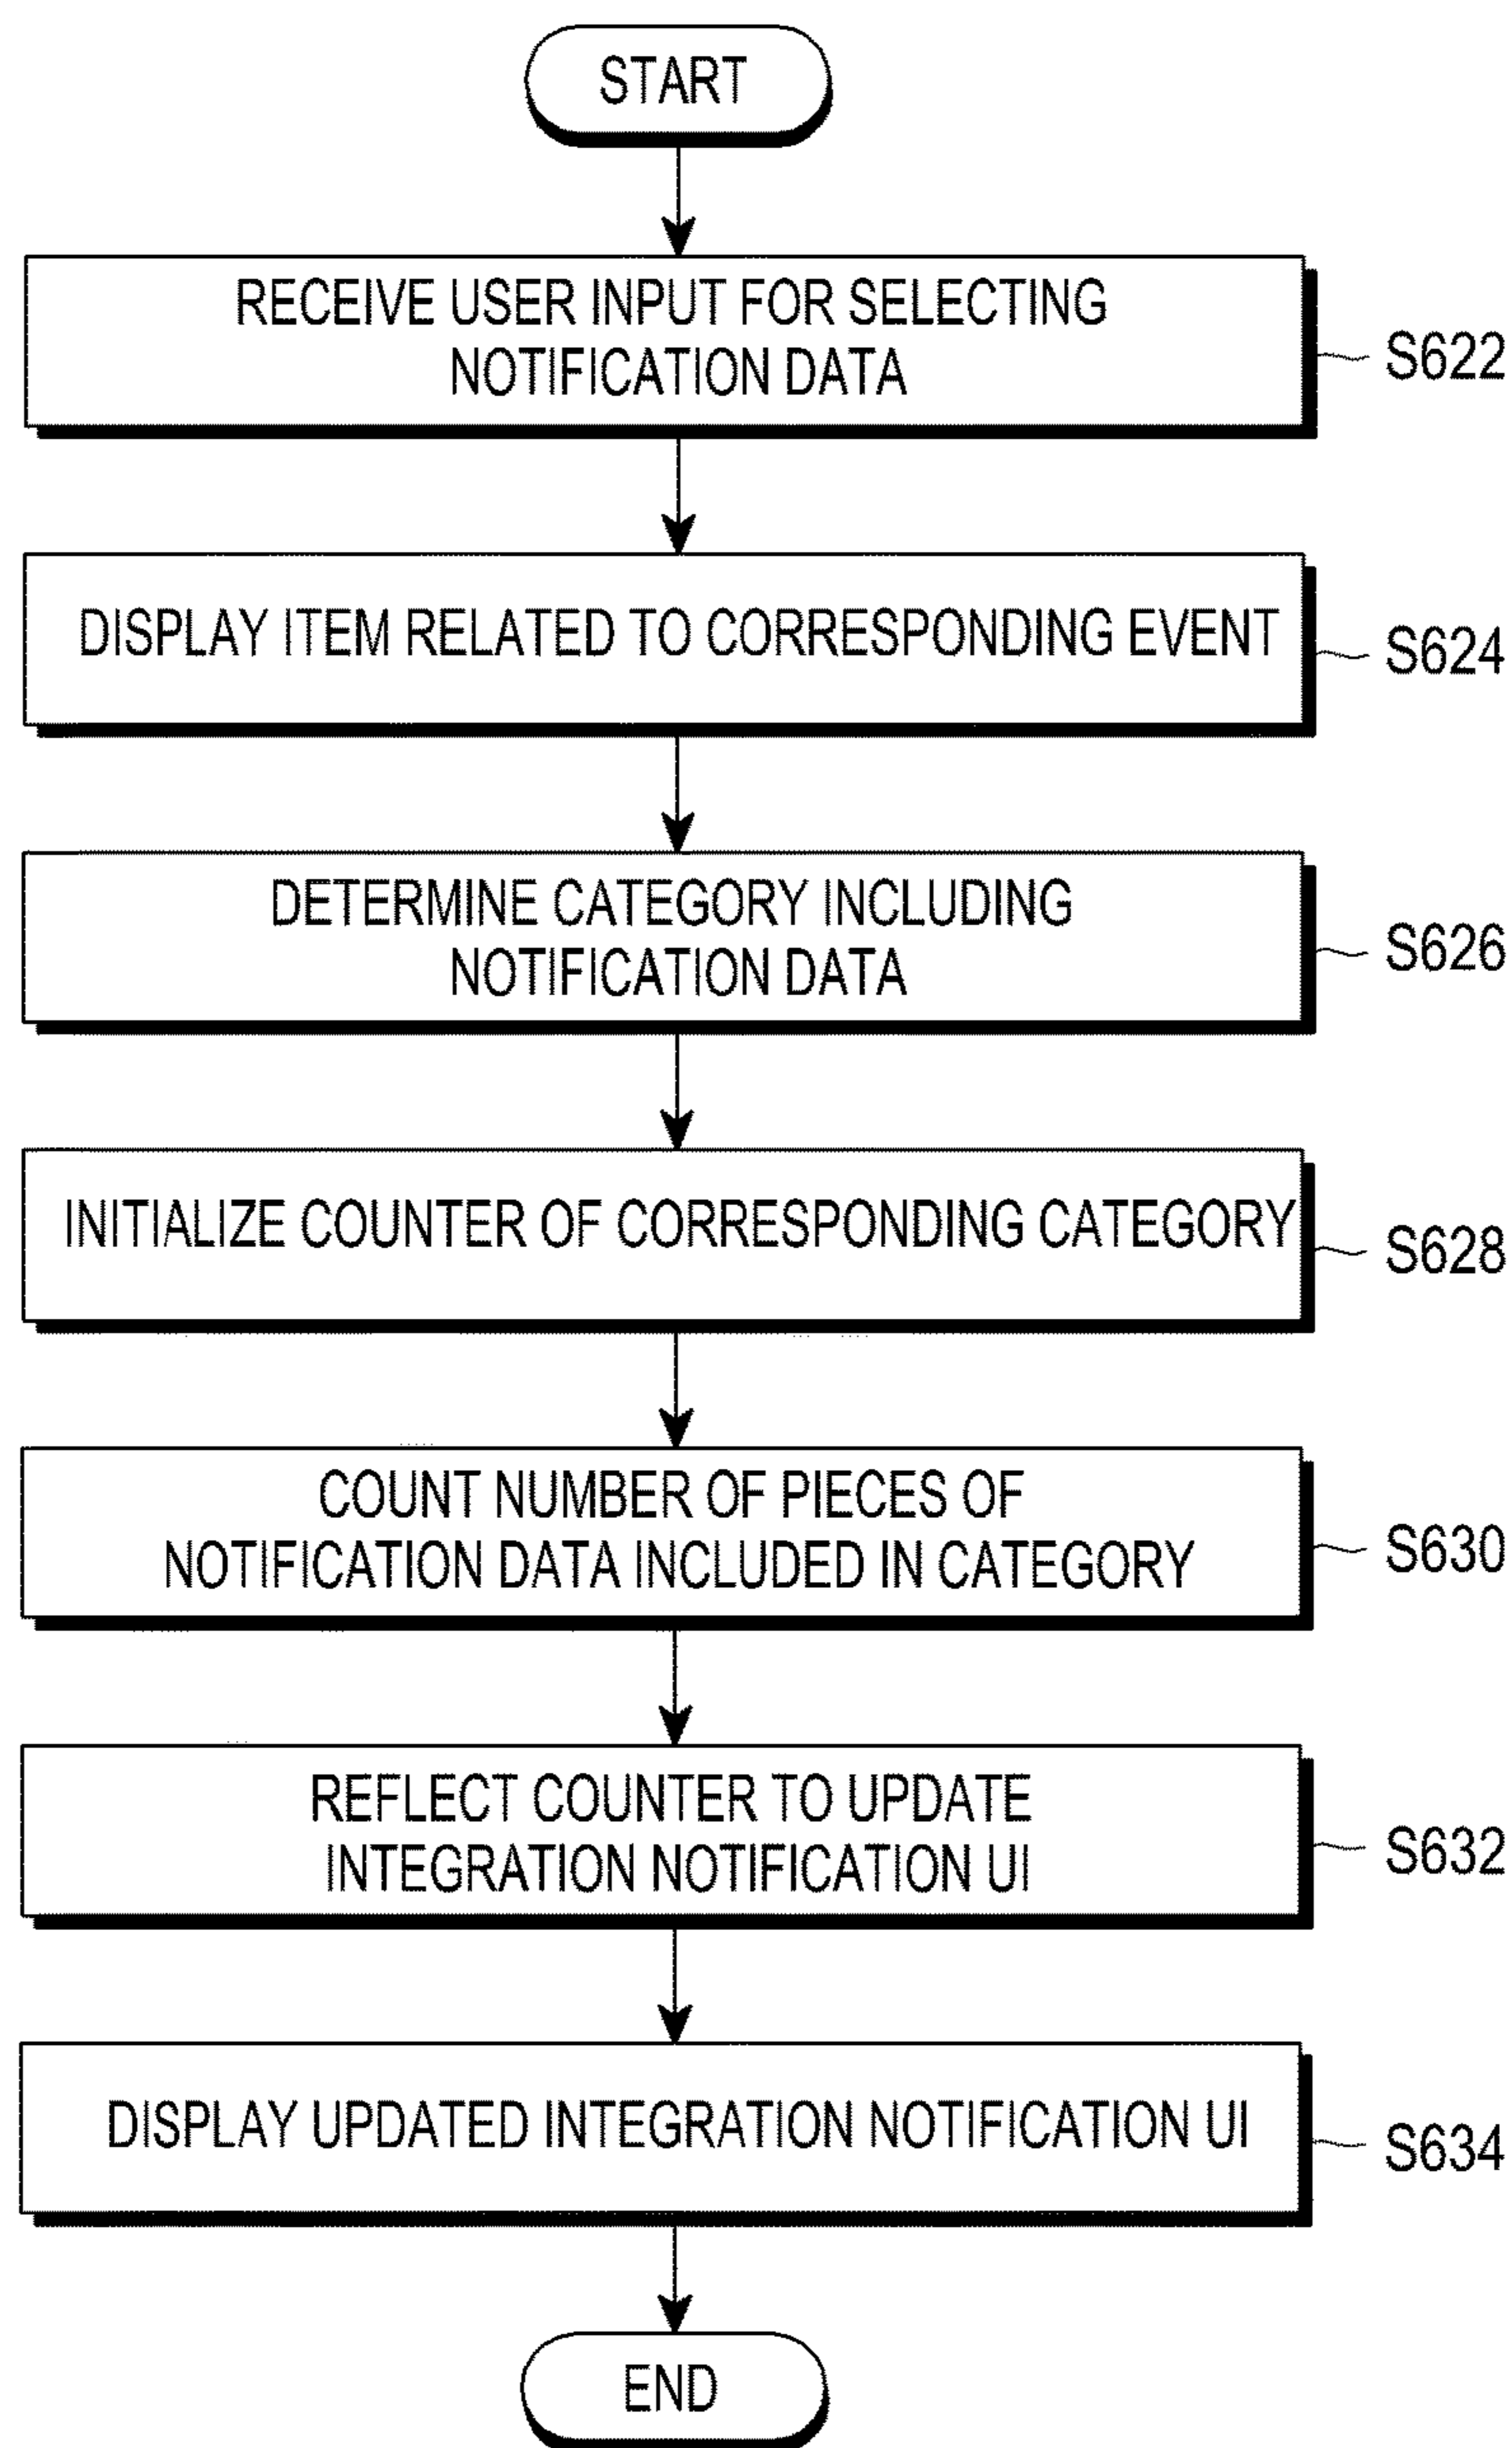 START
RECEIVE USER INPUT FOR SELECTING
NOTIFICATION DATA
S622
DISPLAY ITEM RELATED TO CORRESPONDING EVENT
S624
DETERMINE CATEGORY INCLUDING
NOTIFICATION DATA
S626
INITIALIZE COUNTER OF CORRESPONDING CATEGORY
S628
COUNT NUMBER OF PIECES OF
NOTIFICATION DATA INCLUDED IN CATEGORY
S630
REFLECT COUNTER TO UPDATE
INTEGRATION NOTIFICATION UI
S632
DISPLAY UPDATED INTEGRATION NOTIFICATION UI
S634
END